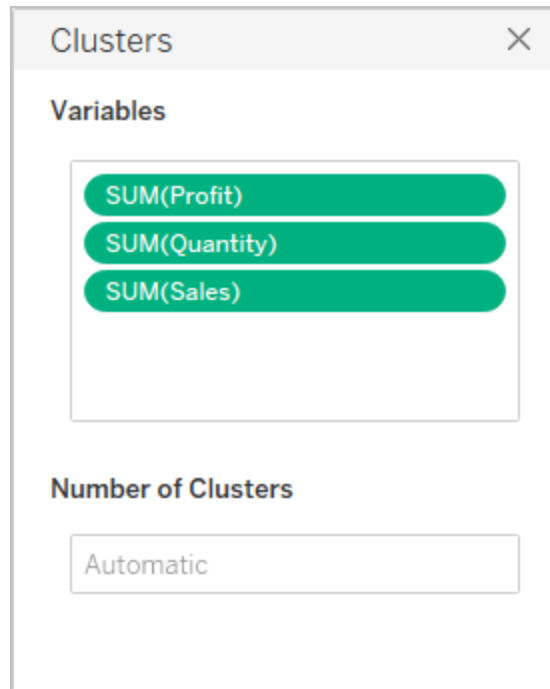 Clusters
Variables
SUM(Profit)
SUM(Quantity)
SUM(Sales)
Number of Clusters
Automatic